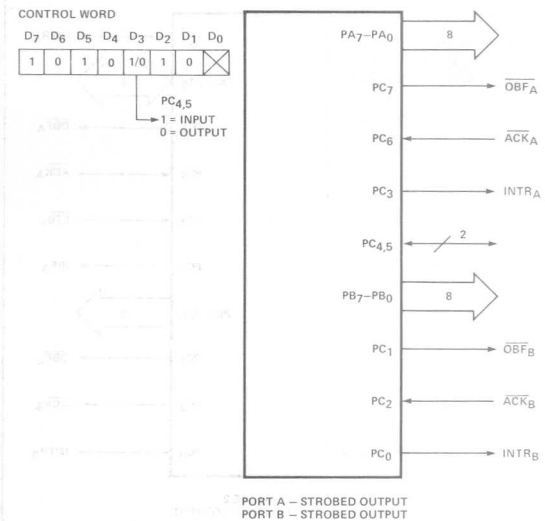 CONTROL WORD
D7 D6 D5 D4 D3 D2 D1 D0
1 0 1 0 1/0 1 0
PC4,5
1 = INPUT
0 = OUTPUT
PA7–PA0 8
PC7 OBFA
PC6 ACKA
PC3 INTRA
PC4,5 2
PB7–PB0 8
PC1 OBFB
PC2 ACKB
PC0 INTRB
PORT A – STROBED OUTPUT
PORT B – STROBED OUTPUT